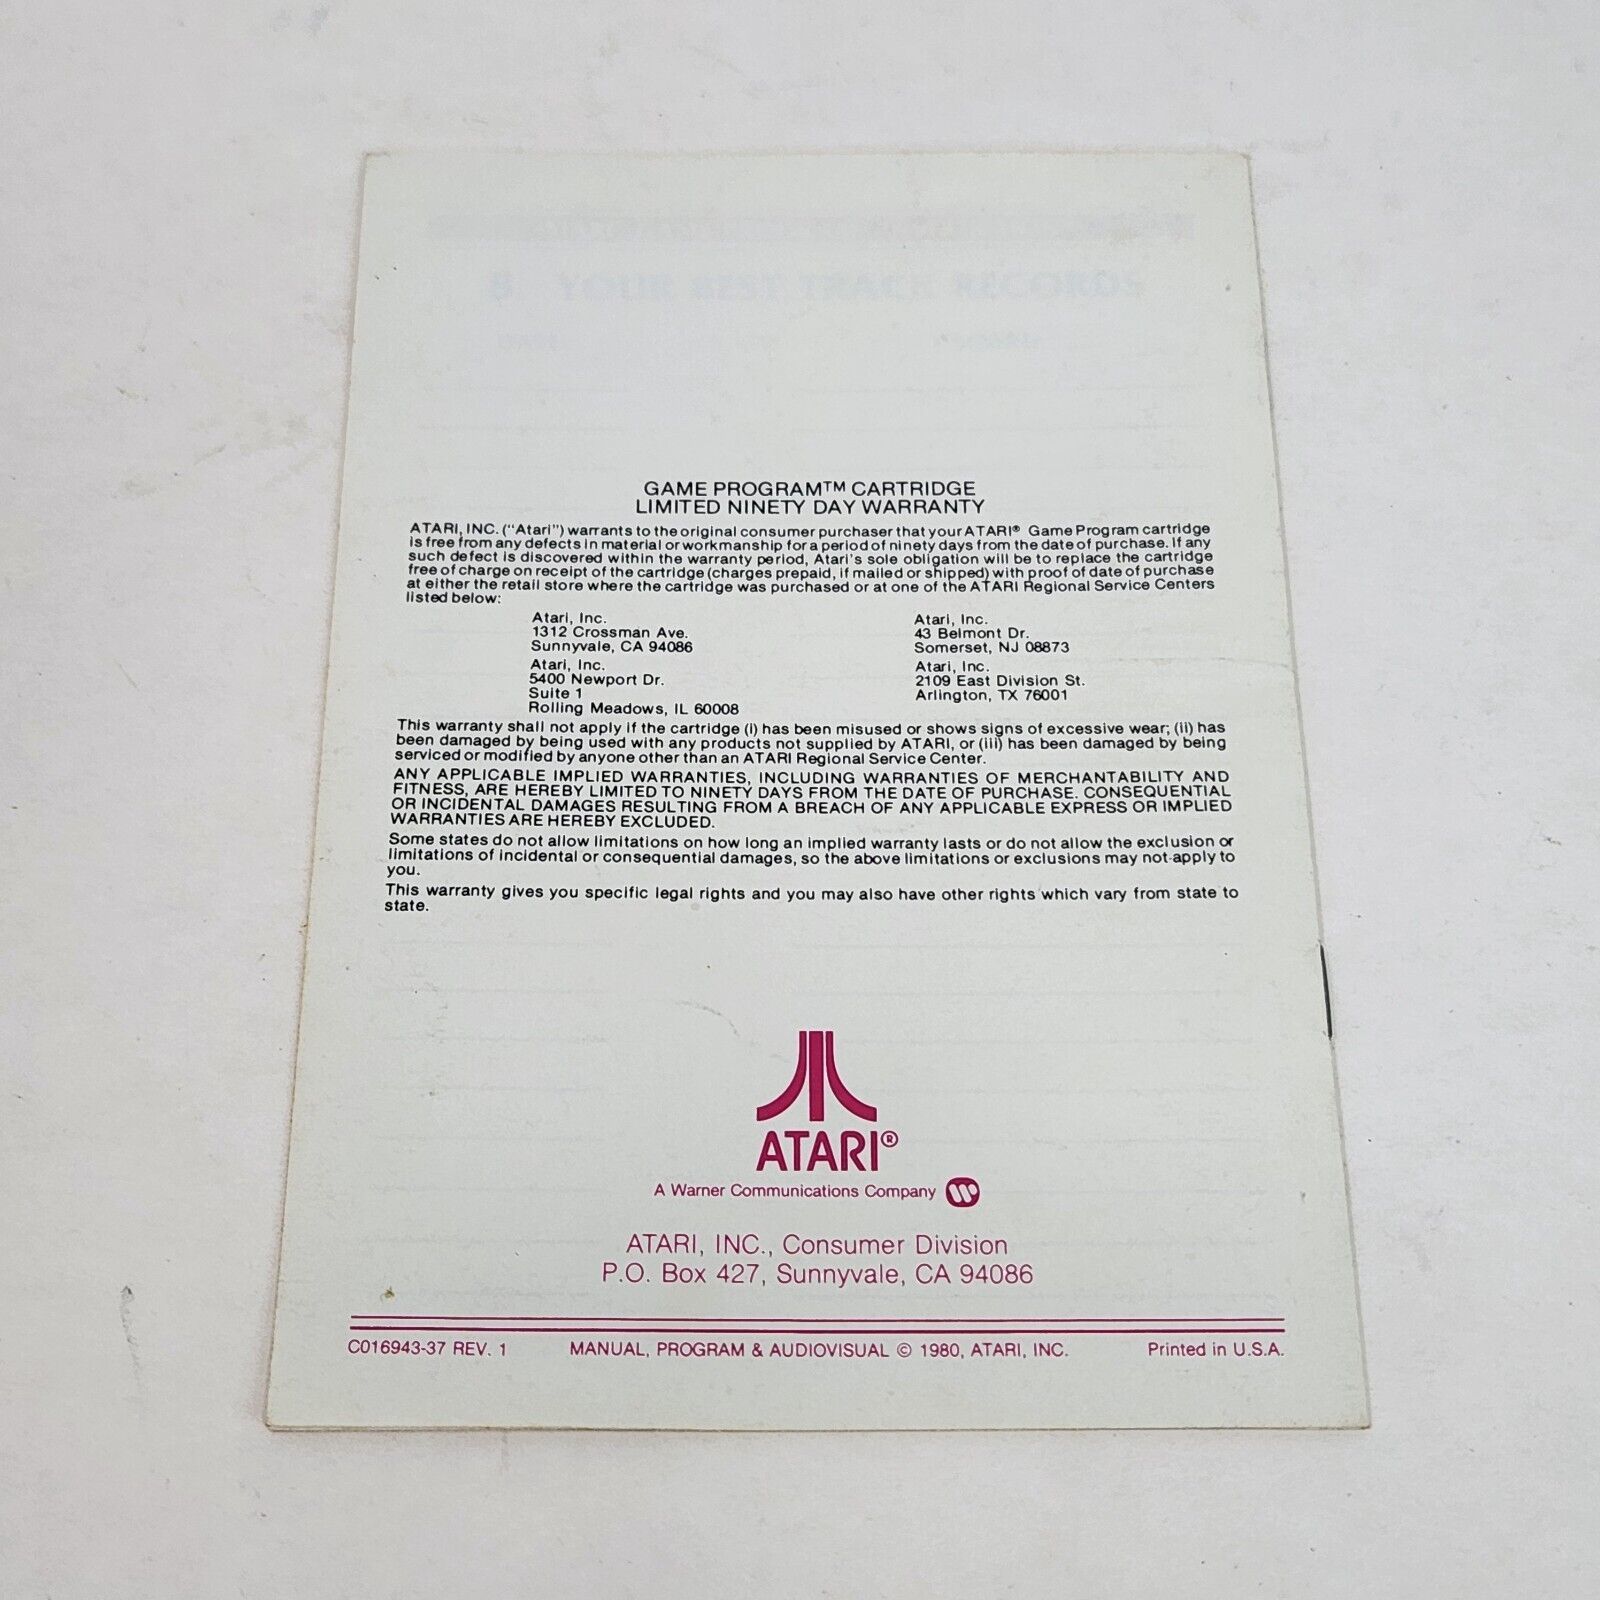 8. YOUR BEST TRACK RECORDS
GAME PROGRAM™ CARTRIDGE
LIMITED NINETY DAY WARRANTY
ATARI, INC. ("Atari") warrants to the original consumer purchaser that your ATARI® Game Program cartridge
is free from any defects in material or workmanship for a period of ninety days from the date of purchase. If any
such defect is discovered within the warranty period, Atari's sole obligation will be to replace the cartridge
free of charge on receipt of the cartridge (charges prepaid, if mailed or shipped) with proof of date of purchase
at either the retail store where the cartridge was purchased or at one of the ATARI Regional Service Centers
listed below:
Atari, Inc.
1312 Crossman Ave.
Sunnyvale, CA 94086
Atari, Inc.
5400 Newport Dr.
Suite 1
Rolling Meadows, IL 60008
Atari, Inc.
43 Belmont Dr.
Somerset, NJ 08873
Atari, Inc.
2109 East Division St.
Arlington, TX 76001
This warranty shall not apply if the cartridge (i) has been misused or shows signs of excessive wear; (ii) has
been damaged by being used with any products not supplied by ATARI, or (iii) has been damaged by being
serviced or modified by anyone other than an ATARI Regional Service Center.
ANY APPLICABLE IMPLIED WARRANTIES, INCLUDING WARRANTIES OF MERCHANTABILITY AND
FITNESS, ARE HEREBY LIMITED TO NINETY DAYS FROM THE DATE OF PURCHASE. CONSEQUENTIAL
OR INCIDENTAL DAMAGES RESULTING FROM A BREACH OF ANY APPLICABLE EXPRESS OR IMPLIED
WARRANTIES ARE HEREBY EXCLUDED.
Some states do not allow limitations on how long an implied warranty lasts or do not allow the exclusion or
limitations of incidental or consequential damages, so the above limitations or exclusions may not apply to
you.
This warranty gives you specific legal rights and you may also have other rights which vary from state to
state.
ATARI®
A Warner Communications Company
ATARI, INC., Consumer Division
P.O. Box 427, Sunnyvale, CA 94086
C016943-37 REV. 1 MANUAL, PROGRAM & AUDIOVISUAL © 1980, ATARI, INC. Printed in U.S.A.